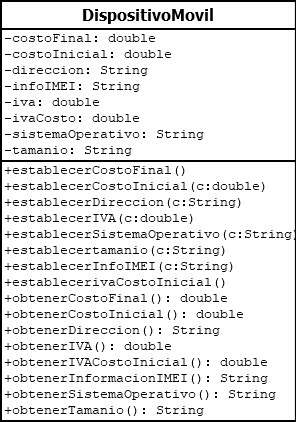 DispositivoMovil
-costoFinal: double
-costoInicial: double
-direccion: String
-infoIMEI: String
-iva: double
-ivaCosto: double
-sistemaOperativo: String
-tamanio: String
+establecerCostoFinal()
+establecerCostoInicial(c:double)
+establecerDireccion(c:String)
+establecerIVA(c:double)
+establecerSistemaOperativo(c:String)
+establecertamanio(c:String)
+establecerInfoIMEI(c:String)
+establecerivaCostoInicial()
+obtenerCostoFinal(): double
+obtenerCostoInicial(): double
+obtenerDireccion(): String
+obtenerIVA(): double
+obtenerIVACostoInicial(): double
+obtenerInformacionIMEI(): String
+obtenerSistemaOperativo(): String
+obtenerTamanio(): String